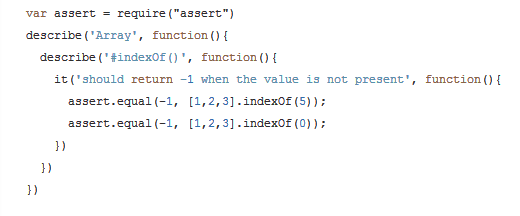 var assert = require("assert")
describe('Array', function(){
  describe('#indexOf()', function(){
    it('should return -1 when the value is not present', function(){
      assert.equal(-1, [1,2,3].indexOf(5));
      assert.equal(-1, [1,2,3].indexOf(0));
    })
  })
})